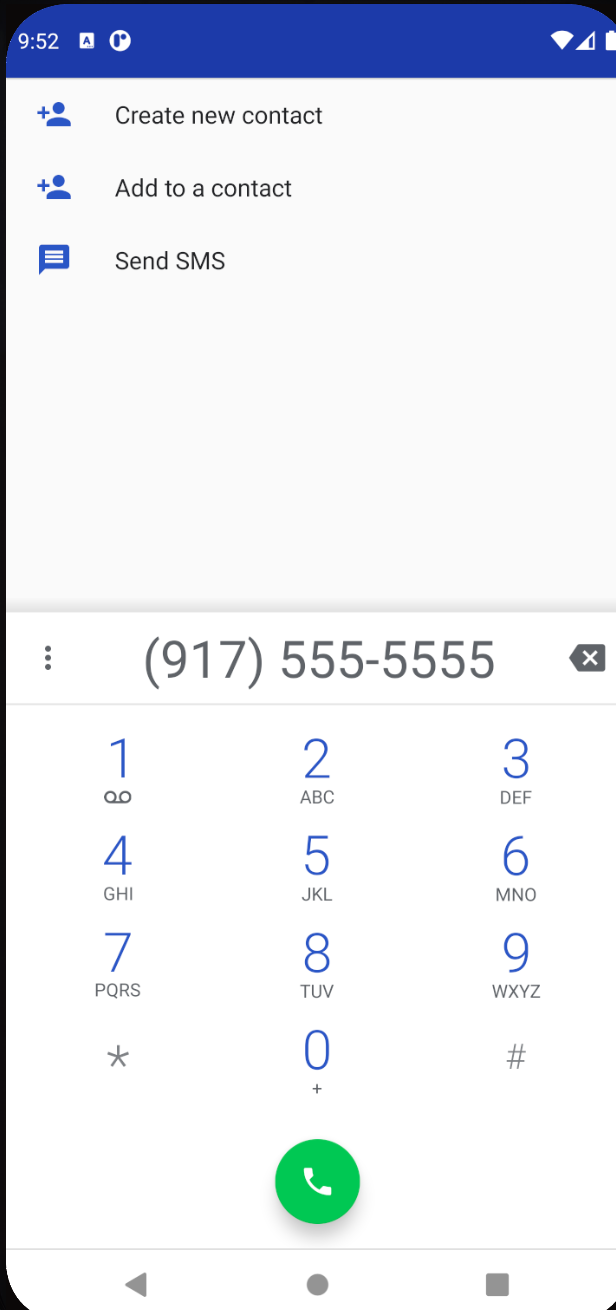 9:52
Create new contact
Add to a contact
Send SMS
(917) 555-5555
1 2 3
ABC DEF
4 5 6
GHI JKL MNO
7 8 9
PQRS TUV WXYZ
* 0 #
+